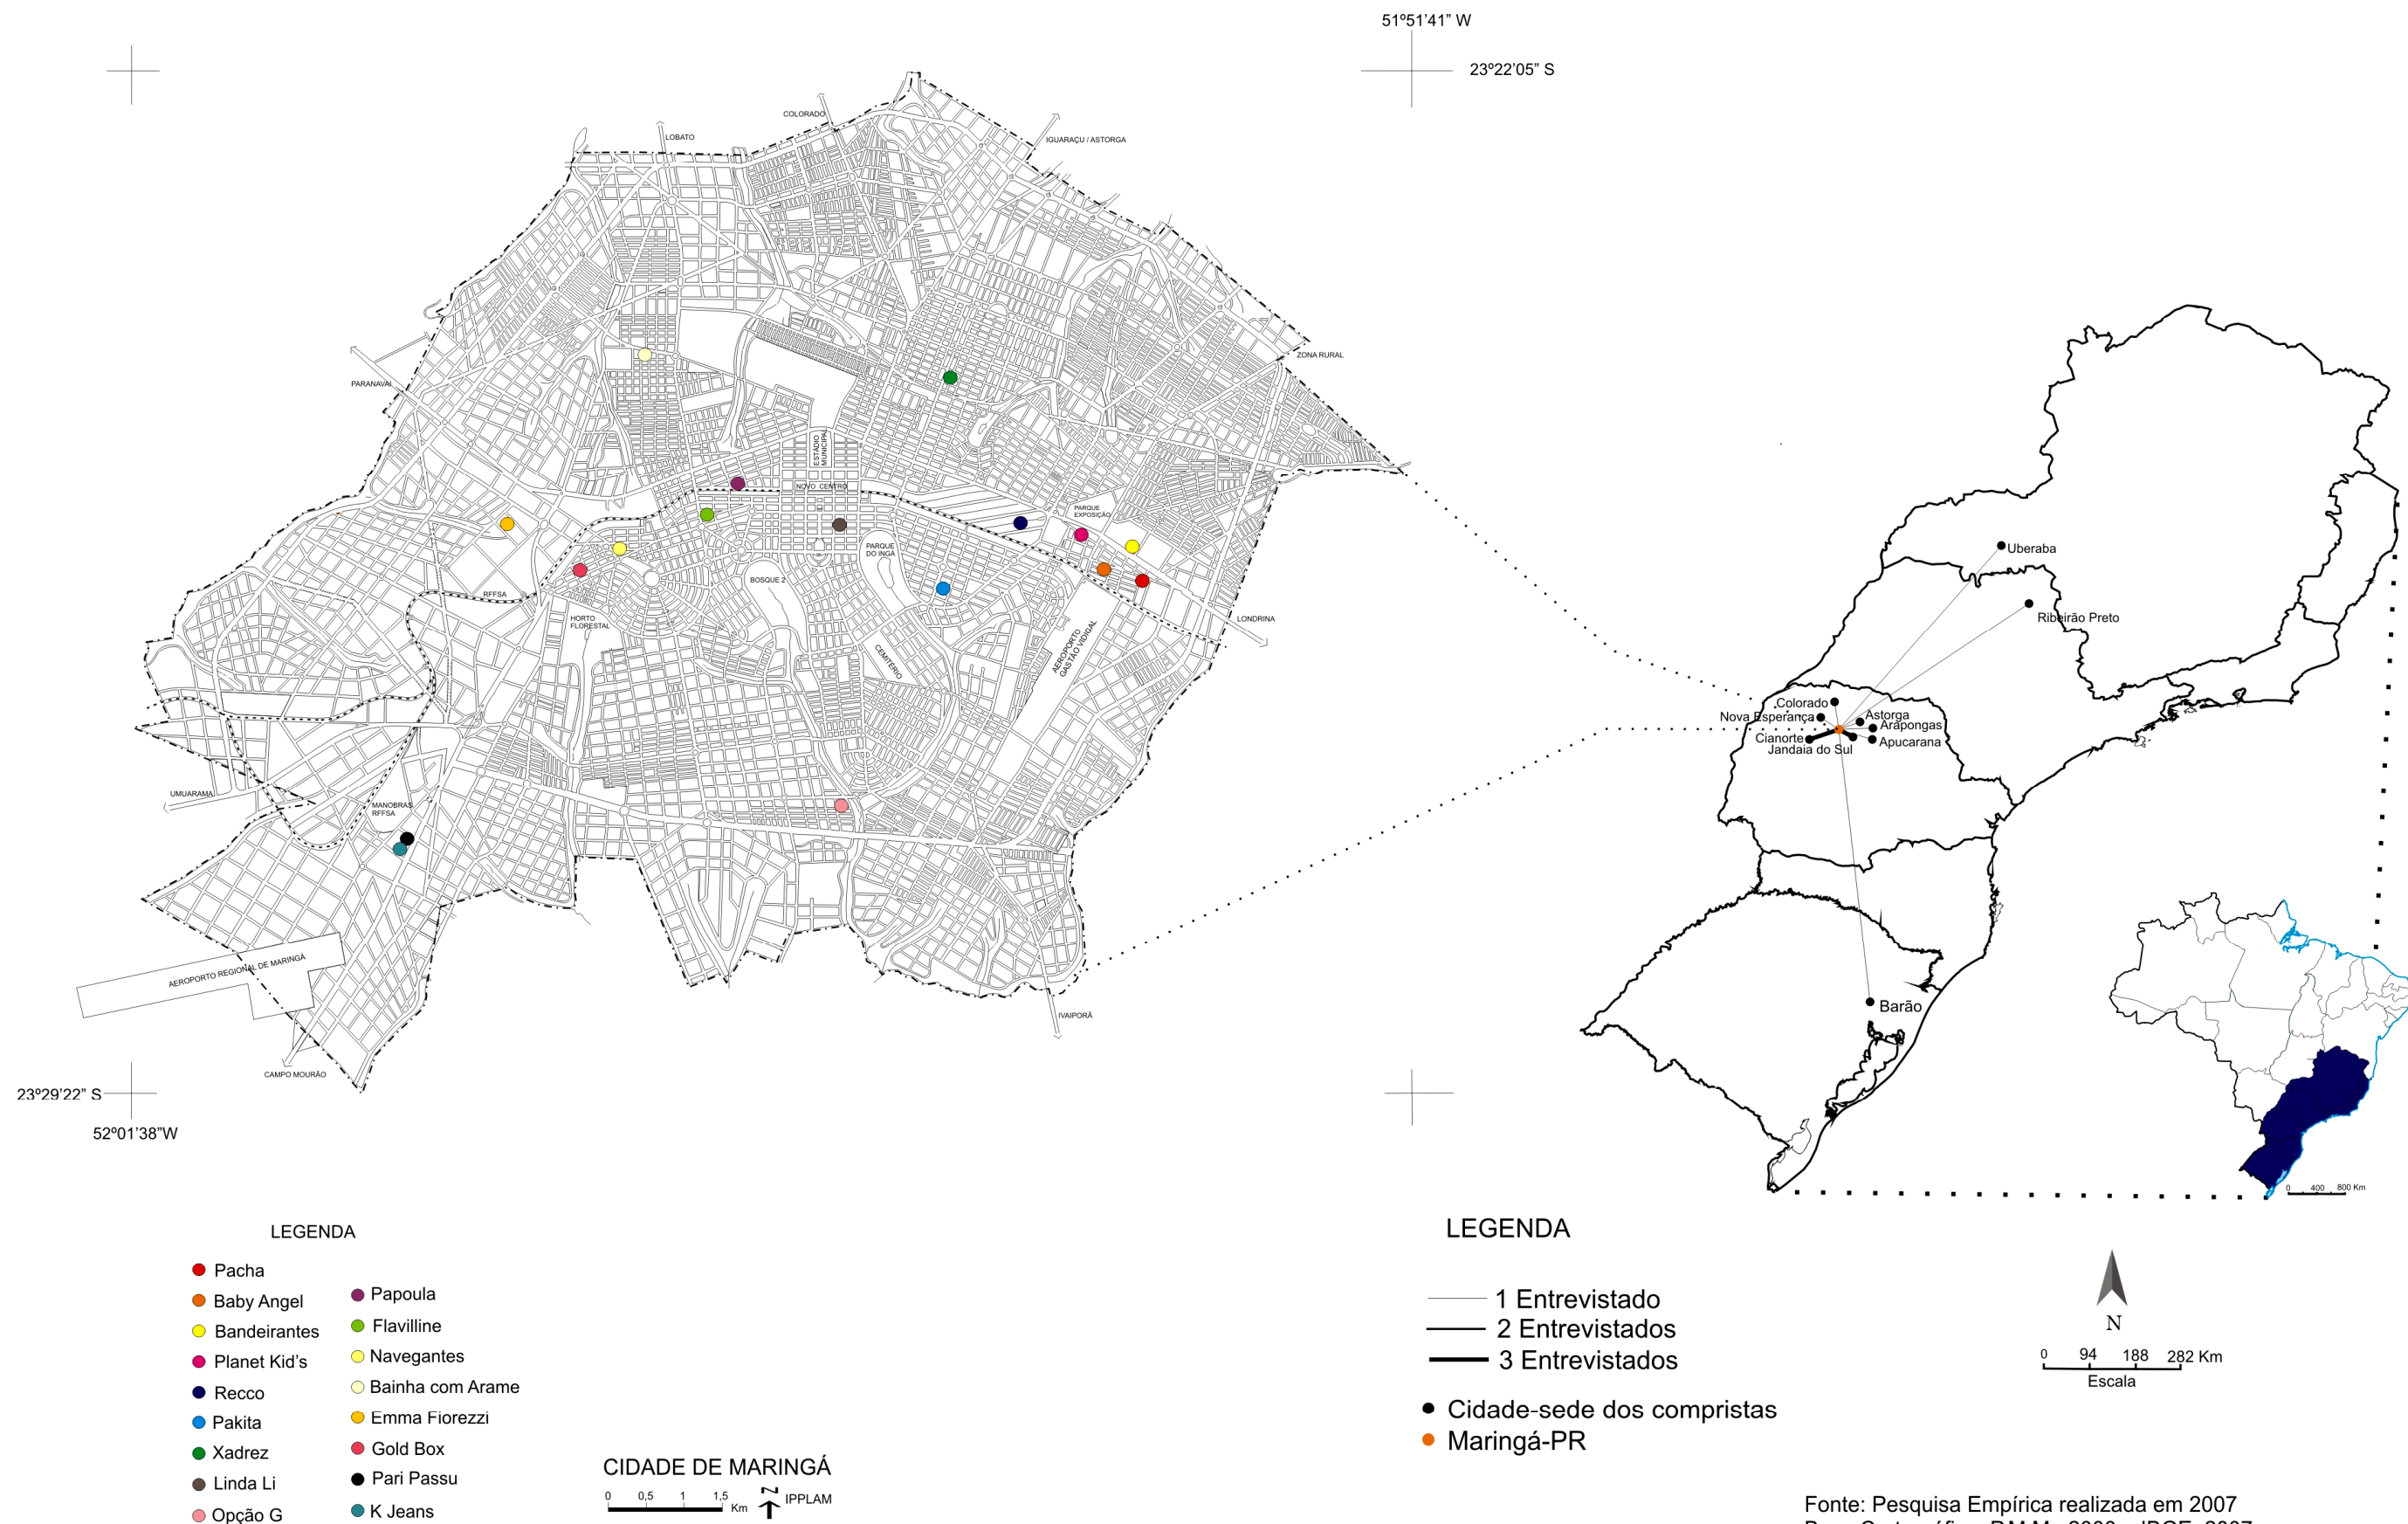 51º51'41" W
23º22'05" S
COLORADO
LOBATO
IGUARAÇU / ASTORGA
ZONA RURAL
PARANAVAÍ
ESTÁDIO
MUNICIPAL
NOVO CENTRO
PARQUE
EXPOSIÇÃO
PARQUE
DO INGÁ
BOSQUE 2
RFFSA
HORTO
FLORESTAL
LONDRINA
AEROPORTO
GASTÃO VIDIGAL
CEMITÉRIO
UMUARAMA
MANOBRAS
RFFSA
AEROPORTO REGIONAL DE MARINGÁ
IVAIPORÃ
CAMPO MOURÃO
23º29'22" S
52º01'38"W
Uberaba
Ribeirão Preto
Colorado
Nova Esperança
Astorga
Arapongas
Cianorte
Jandaia do Sul
Apucarana
Barão
0 400 800 Km
LEGENDA
Pacha
Baby Angel
Bandeirantes
Planet Kid's
Recco
Pakita
Xadrez
Linda Li
Opção G
Papoula
Flavilline
Navegantes
Bainha com Arame
Emma Fiorezzi
Gold Box
Pari Passu
K Jeans
CIDADE DE MARINGÁ
0 0,5 1 1,5
Km
N
IPPLAM
LEGENDA
1 Entrevistado
2 Entrevistados
3 Entrevistados
Cidade-sede dos compristas
Maringá-PR
N
0 94 188 282 Km
Escala
Fonte: Pesquisa Empírica realizada em 2007